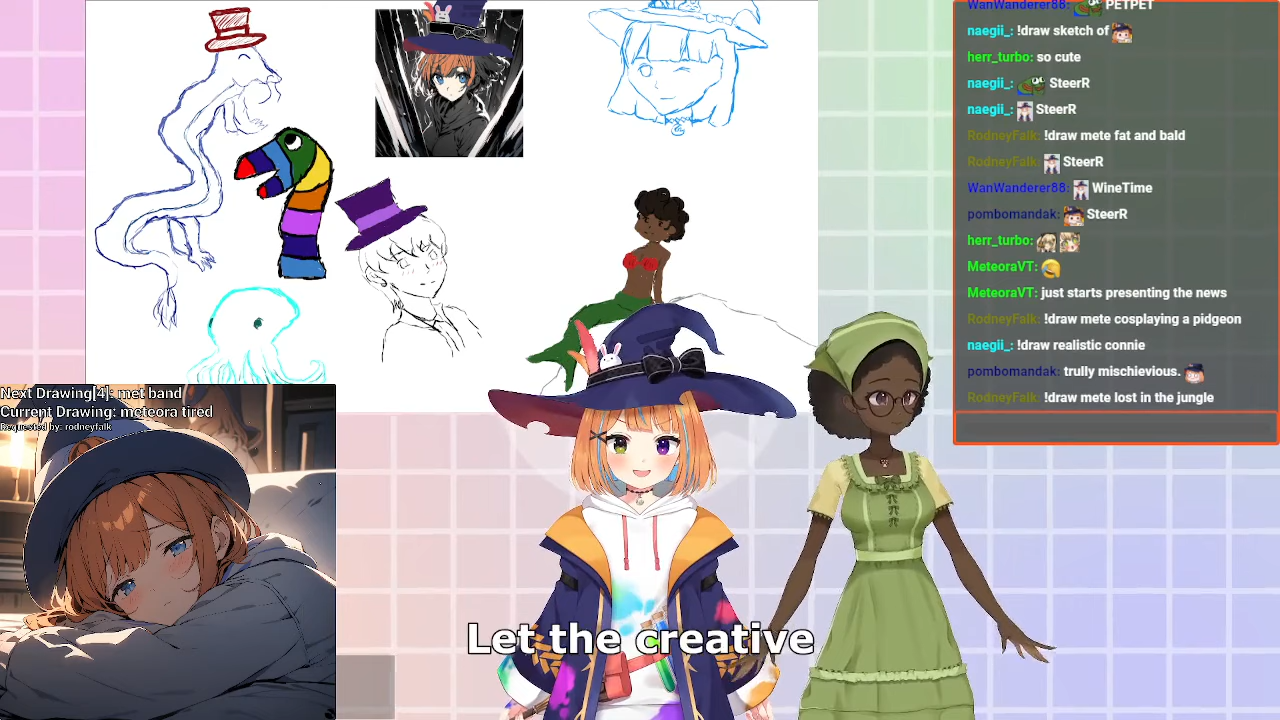 WanWanderer88: PETPET
naegii_: !draw sketch of
herr_turbo: so cute
naegii_: SteerR
naegii_: SteerR
RodneyFalk: !draw mete fat and bald
RodneyFalk: SteerR
WanWanderer88: WineTime
pombomandak: SteerR
herr_turbo:
MeteoraVT:
MeteoraVT: just starts presenting the news
RodneyFalk: !draw mete cosplaying a pidgeon
naegii_: !draw realistic connie
pombomandak: trully mischievious.
RodneyFalk: !draw mete lost in the jungle
Next Drawing[4]: met band
Current Drawing: meteora tired
Requested by: rodneyfalk
Let the creative